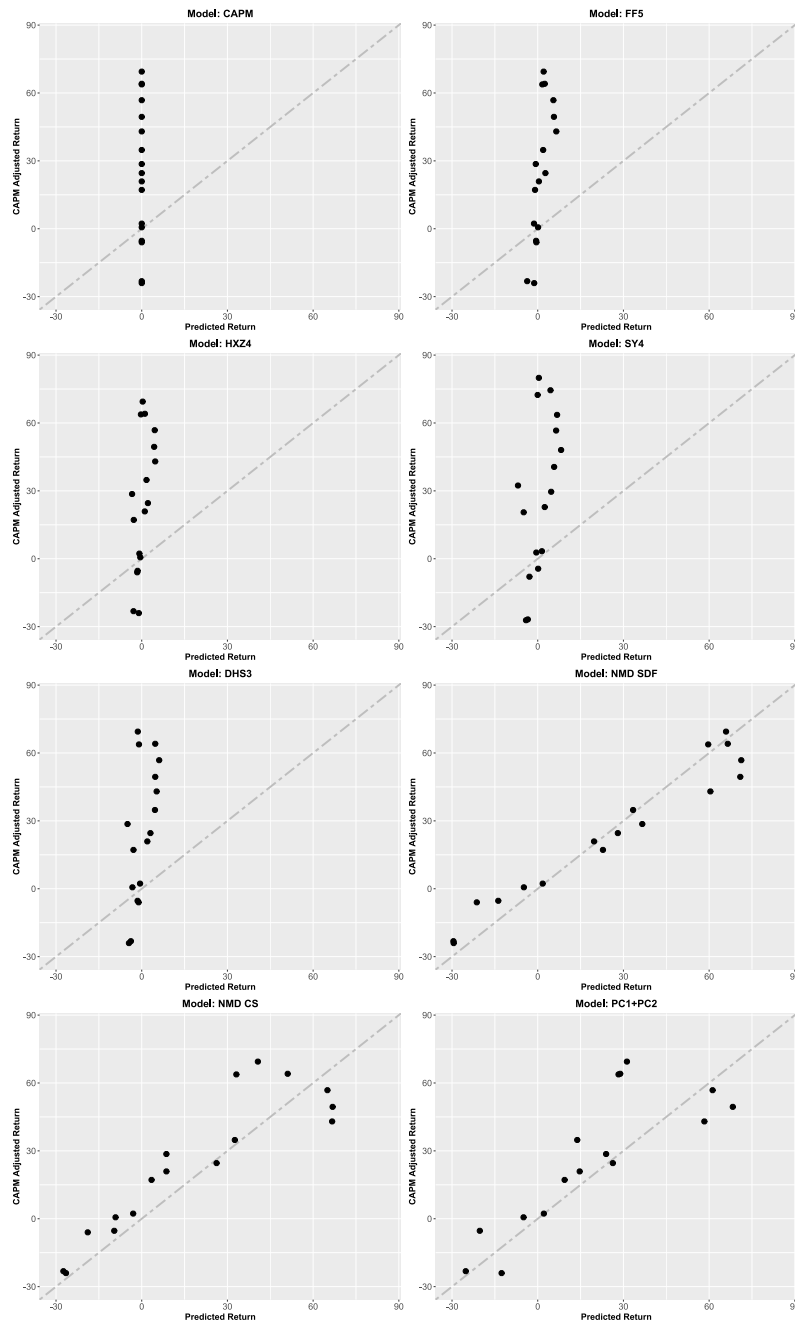 Model: CAPM
90
60
30
0
-30
CAPM Adjusted Return
-30 0 30 60 90
Predicted Return
Model: FF5
90
60
30
0
-30
CAPM Adjusted Return
-30 0 30 60 90
Predicted Return
Model: HXZ4
90
60
30
0
-30
CAPM Adjusted Return
-30 0 30 60 90
Predicted Return
Model: SY4
90
60
30
0
-30
CAPM Adjusted Return
-30 0 30 60 9
Predicted Return
Model: DHS3
90
60
30
0
-30
CAPM Adjusted Return
-30 0 30 60 90
Predicted Return
Model: NMD SDF
90
60
30
0
-30
CAPM Adjusted Return
-30 0 30 60 9
Predicted Return
Model: NMD CS
90
60
30
0
-30
CAPM Adjusted Return
-30 0 30 60 90
Predicted Return
Model: PC1+PC2
90
60
30
0
-30
CAPM Adjusted Return
-30 0 30 60 9
Predicted Return